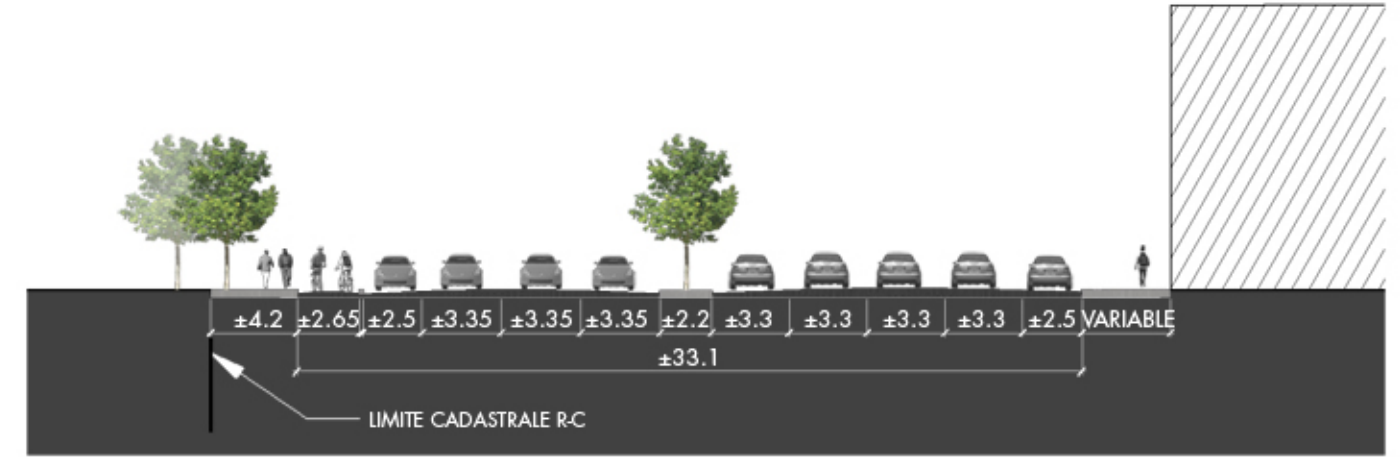 ±4.2 ±2.65 ±2.5 ±3.35 ±3.35 ±3.35 ±2.2 ±3.3 ±3.3 ±3.3 ±3.3 ±2.5 VARIABLE
±33.1
LIMITE CADASTRALE R-C